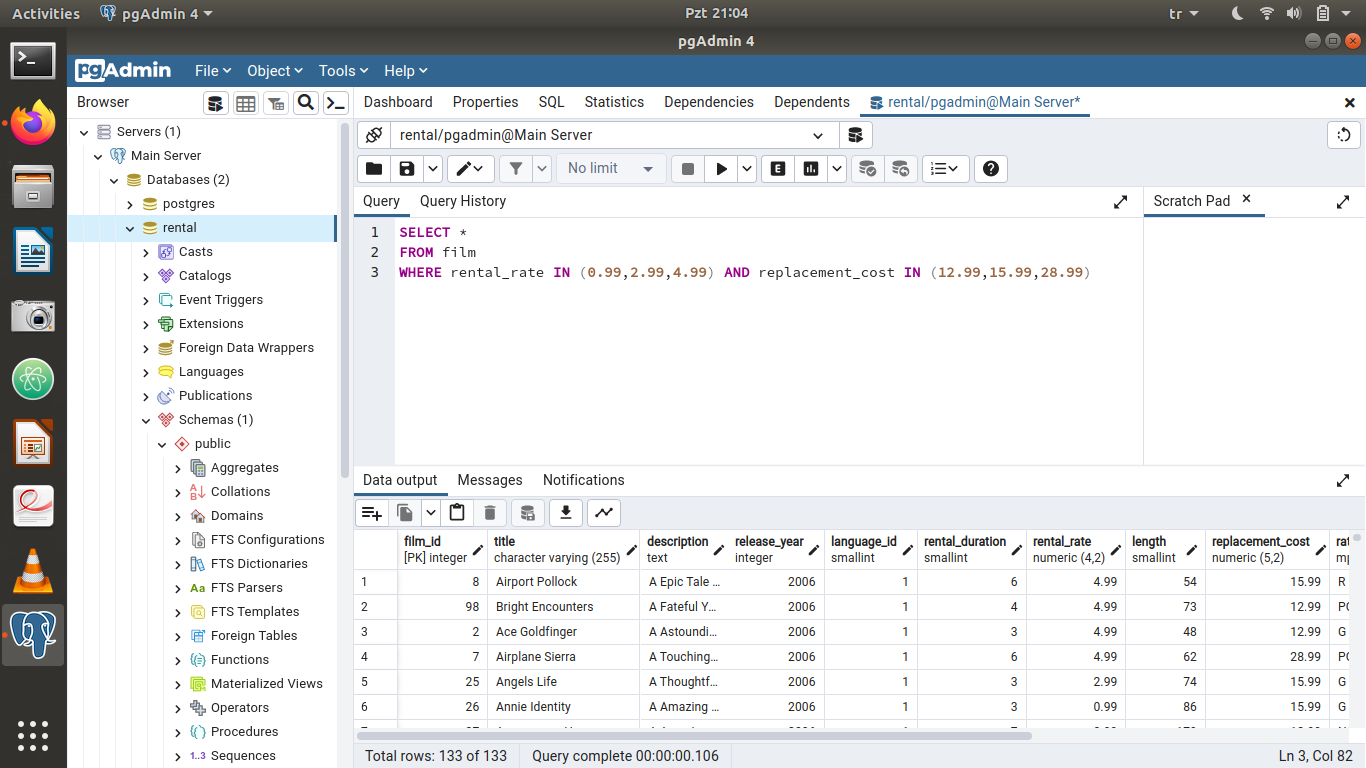 Activities pgAdmin 4 Pzt 21:04 tr
pgAdmin 4
pgAdmin File Object Tools Help
Browser Dashboard Properties SQL Statistics Dependencies Dependents rental/pgadmin@Main Server*
Servers (1)
Main Server
Databases (2)
postgres
rental
Casts
Catalogs
Event Triggers
Extensions
Foreign Data Wrappers
Languages
Publications
Schemas (1)
public
Aggregates
Collations
Domains
FTS Configurations
FTS Dictionaries
Aa FTS Parsers
FTS Templates
Foreign Tables
Functions
Materialized Views
Operators
Procedures
1..3 Sequences
rental/pgadmin@Main Server
No limit E
Query Query History Scratch Pad
1 SELECT *
2 FROM film
3 WHERE rental_rate IN (0.99,2.99,4.99) AND replacement_cost IN (12.99,15.99,28.99)
Data output Messages Notifications
film_id title description release_year language_id rental_duration rental_rate length replacement_cost
[PK] integer character varying (255) text integer smallint smallint numeric (4,2) smallint numeric (5,2)
1 8 Airport Pollock A Epic Tale ... 2006 1 6 4.99 54 15.99 R
2 98 Bright Encounters A Fateful Y... 2006 1 4 4.99 73 12.99
3 2 Ace Goldfinger A Astoundi... 2006 1 3 4.99 48 12.99 G
4 7 Airplane Sierra A Touching... 2006 1 6 4.99 62 28.99
5 25 Angels Life A Thoughtf... 2006 1 3 2.99 74 15.99 G
6 26 Annie Identity A Amazing ... 2006 1 3 0.99 86 15.99 G
Total rows: 133 of 133 Query complete 00:00:00.106 Ln 3, Col 82